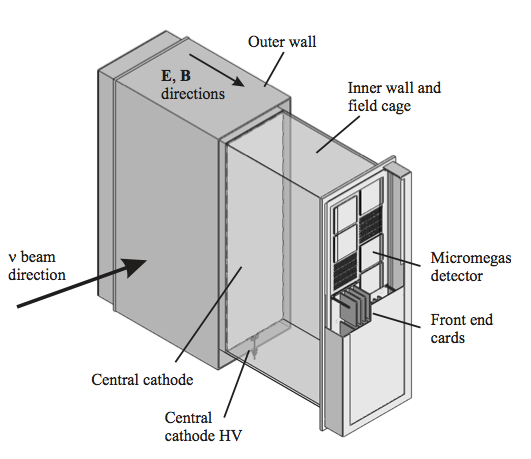 Outer wall
E, B
directions
Inner wall and
field cage
ν beam
direction
Micromegas
detector
Front end
cards
Central cathode
Central
cathode HV